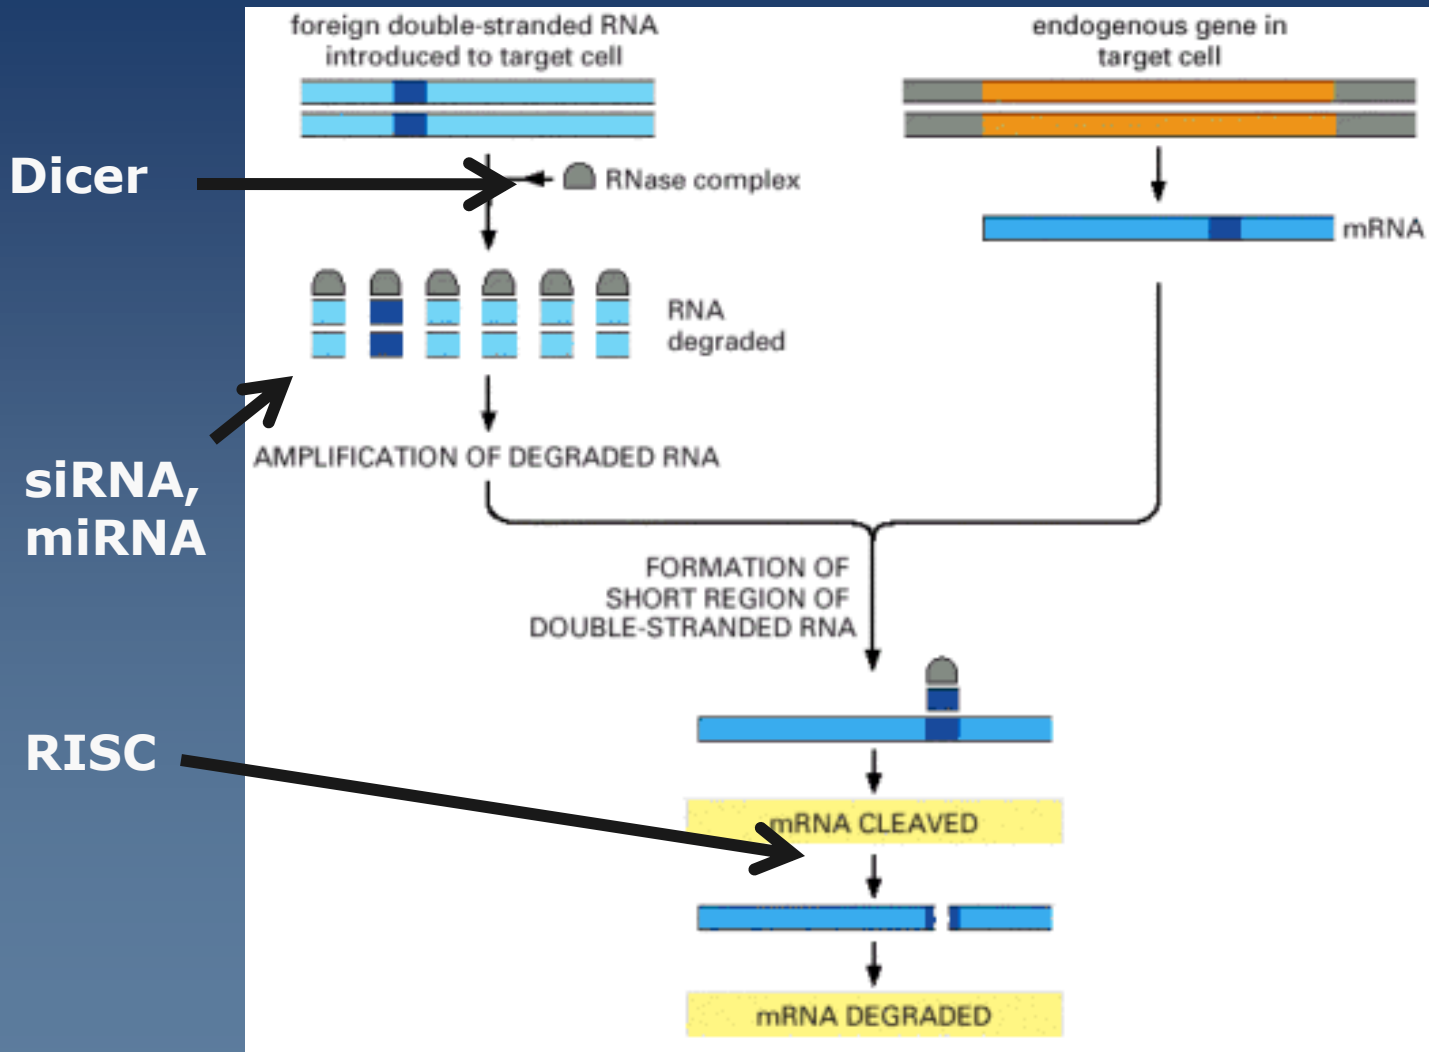 foreign double-stranded RNA
introduced to target cell
endogenous gene in
target cell
Dicer
RNase complex
mRNA
RNA
degraded
AMPLIFICATION OF DEGRADED RNA
siRNA,
miRNA
FORMATION OF
SHORT REGION OF
DOUBLE-STRANDED RNA
RISC
mRNA CLEAVED
mRNA DEGRADED